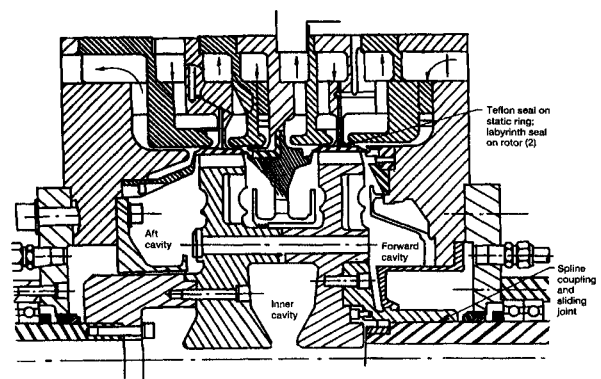 Teflon seal on
static ring;
labyrinth seal
on rotor (2)
Aft
cavity
Forward
cavity
Inner
cavity
Spline
coupling
and
sliding
joint